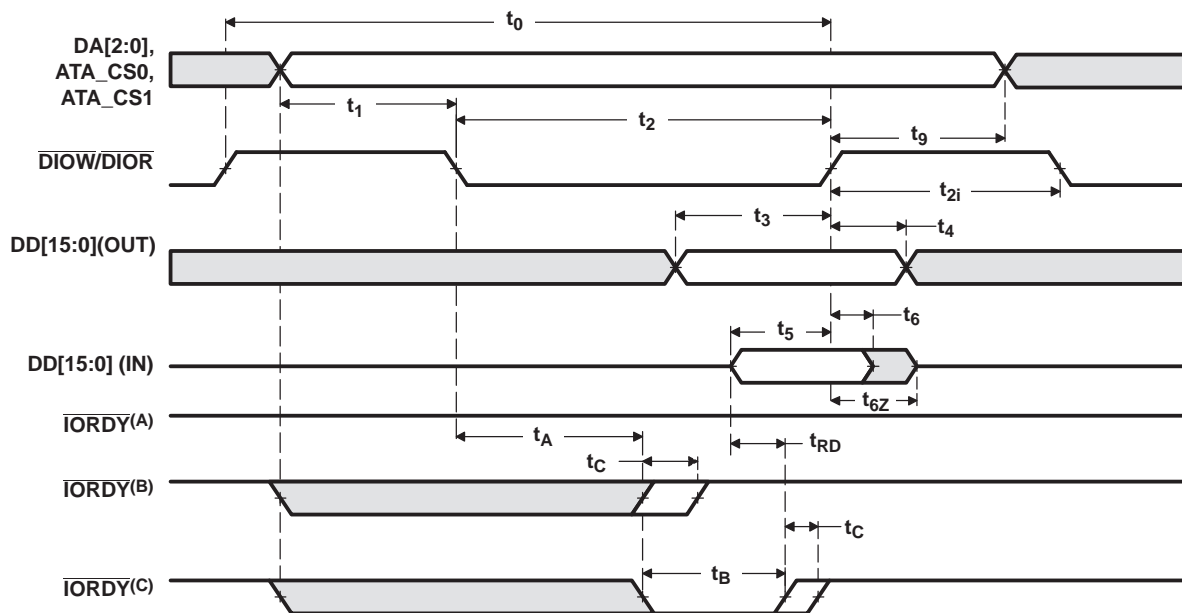 t0
DA[2:0],
ATA_CS0,
ATA_CS1
t1
t2
t9
DIOW/DIOR
t2i
t3
t4
DD[15:0](OUT)
t5
t6
DD[15:0] (IN)
t6Z
IORDY(A)
tA
tRD
tC
IORDY(B)
tC
tB
IORDY(C)